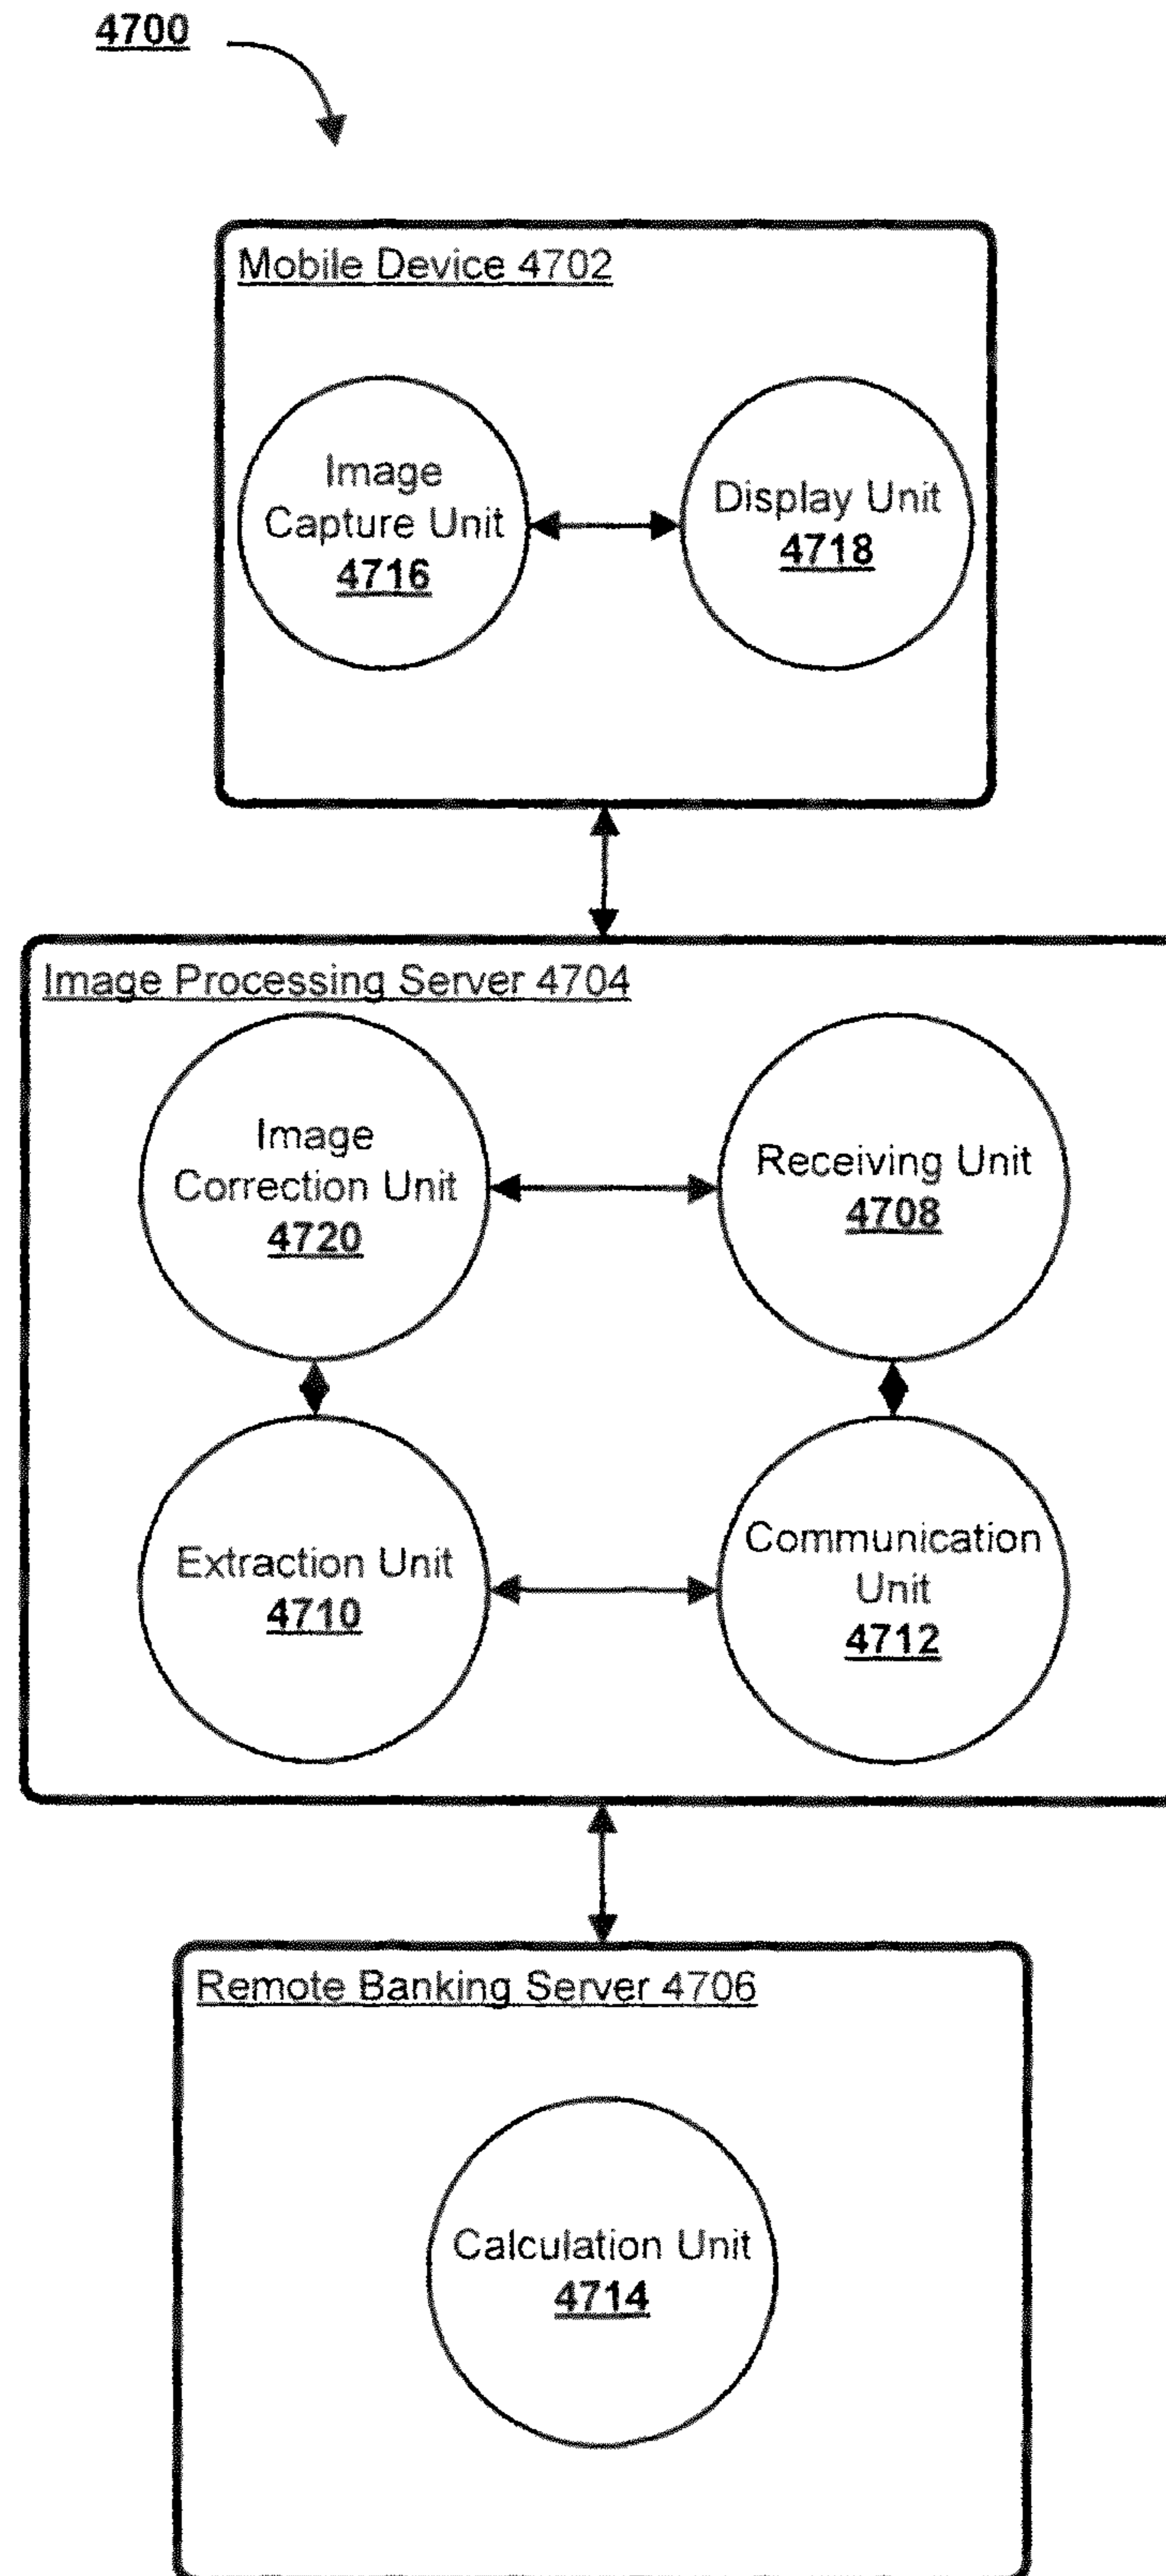 4700
Mobile Device 4702
Image
Capture Unit
4716
Display Unit
4718
Image Processing Server 4704
Image
Correction Unit
4720
Receiving Unit
4708
Extraction Unit
4710
Communication
Unit
4712
Remote Banking Server 4706
Calculation Unit
4714